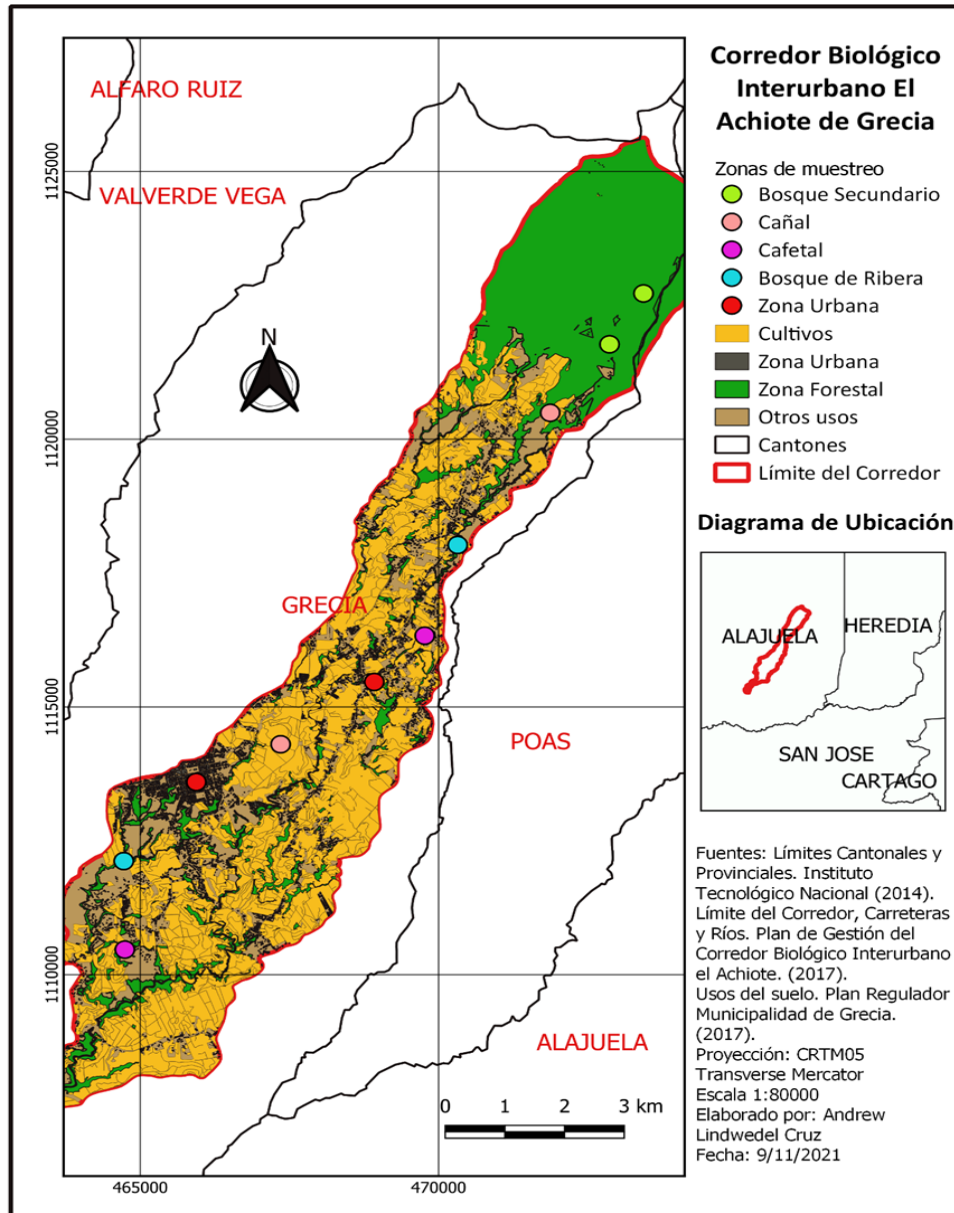 Corredor Biológico
Interurbano El
Achiote de Grecia
Zonas de muestreo
Bosque Secundario
Cañal
Cafetal
Bosque de Ribera
Zona Urbana
Cultivos
Zona Urbana
Zona Forestal
Otros usos
Cantones
Límite del Corredor
Diagrama de Ubicación
ALAJUELA
HEREDIA
SAN JOSE
CARTAGO
Fuentes: Límites Cantonales y
Provinciales. Instituto
Tecnológico Nacional (2014).
Límite del Corredor, Carreteras
y Ríos. Plan de Gestión del
Corredor Biológico Interurbano
el Achiote. (2017).
Usos del suelo. Plan Regulador
Municipalidad de Grecia.
(2017).
Proyección: CRTM05
Transverse Mercator
Escala 1:80000
Elaborado por: Andrew
Lindwedel Cruz
Fecha: 9/11/2021
ALFARO RUIZ
VALVERDE VEGA
N
GRECIA
POAS
ALAJUELA
0 1 2 3 km
1125000
1120000
1115000
1110000
465000
470000